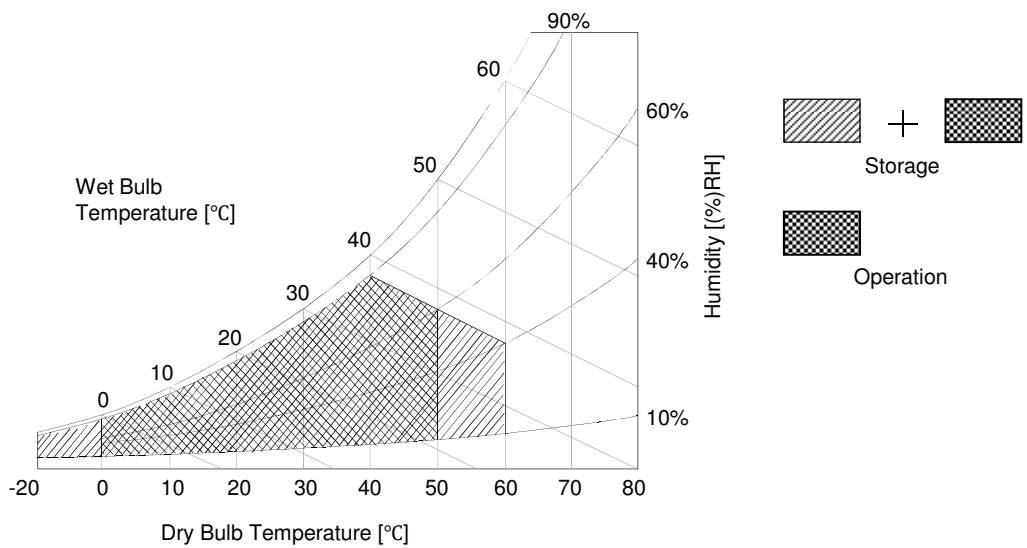 90%
60
60%
50
Wet Bulb
Temperature [℃]
40
40%
30
20
10
0
10%
Humidity [(%)RH]
-20 0 10 20 30 40 50 60 70 80
Dry Bulb Temperature [℃]
+
Storage
Operation